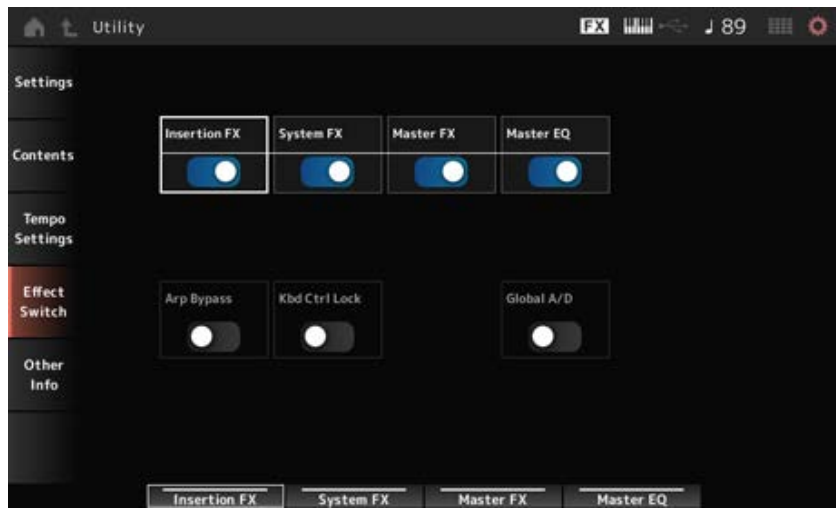 Utility
FX
♩ 89
Settings
Contents
Tempo
Settings
Effect
Switch
Other
Info
Insertion FX
System FX
Master FX
Master EQ
Arp Bypass
Kbd Ctrl Lock
Global A/D
Insertion FX
System FX
Master FX
Master EQ